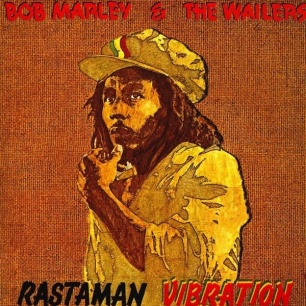 BOB MARLEY & THE WAILERS
RASTAMAN VIBRATION